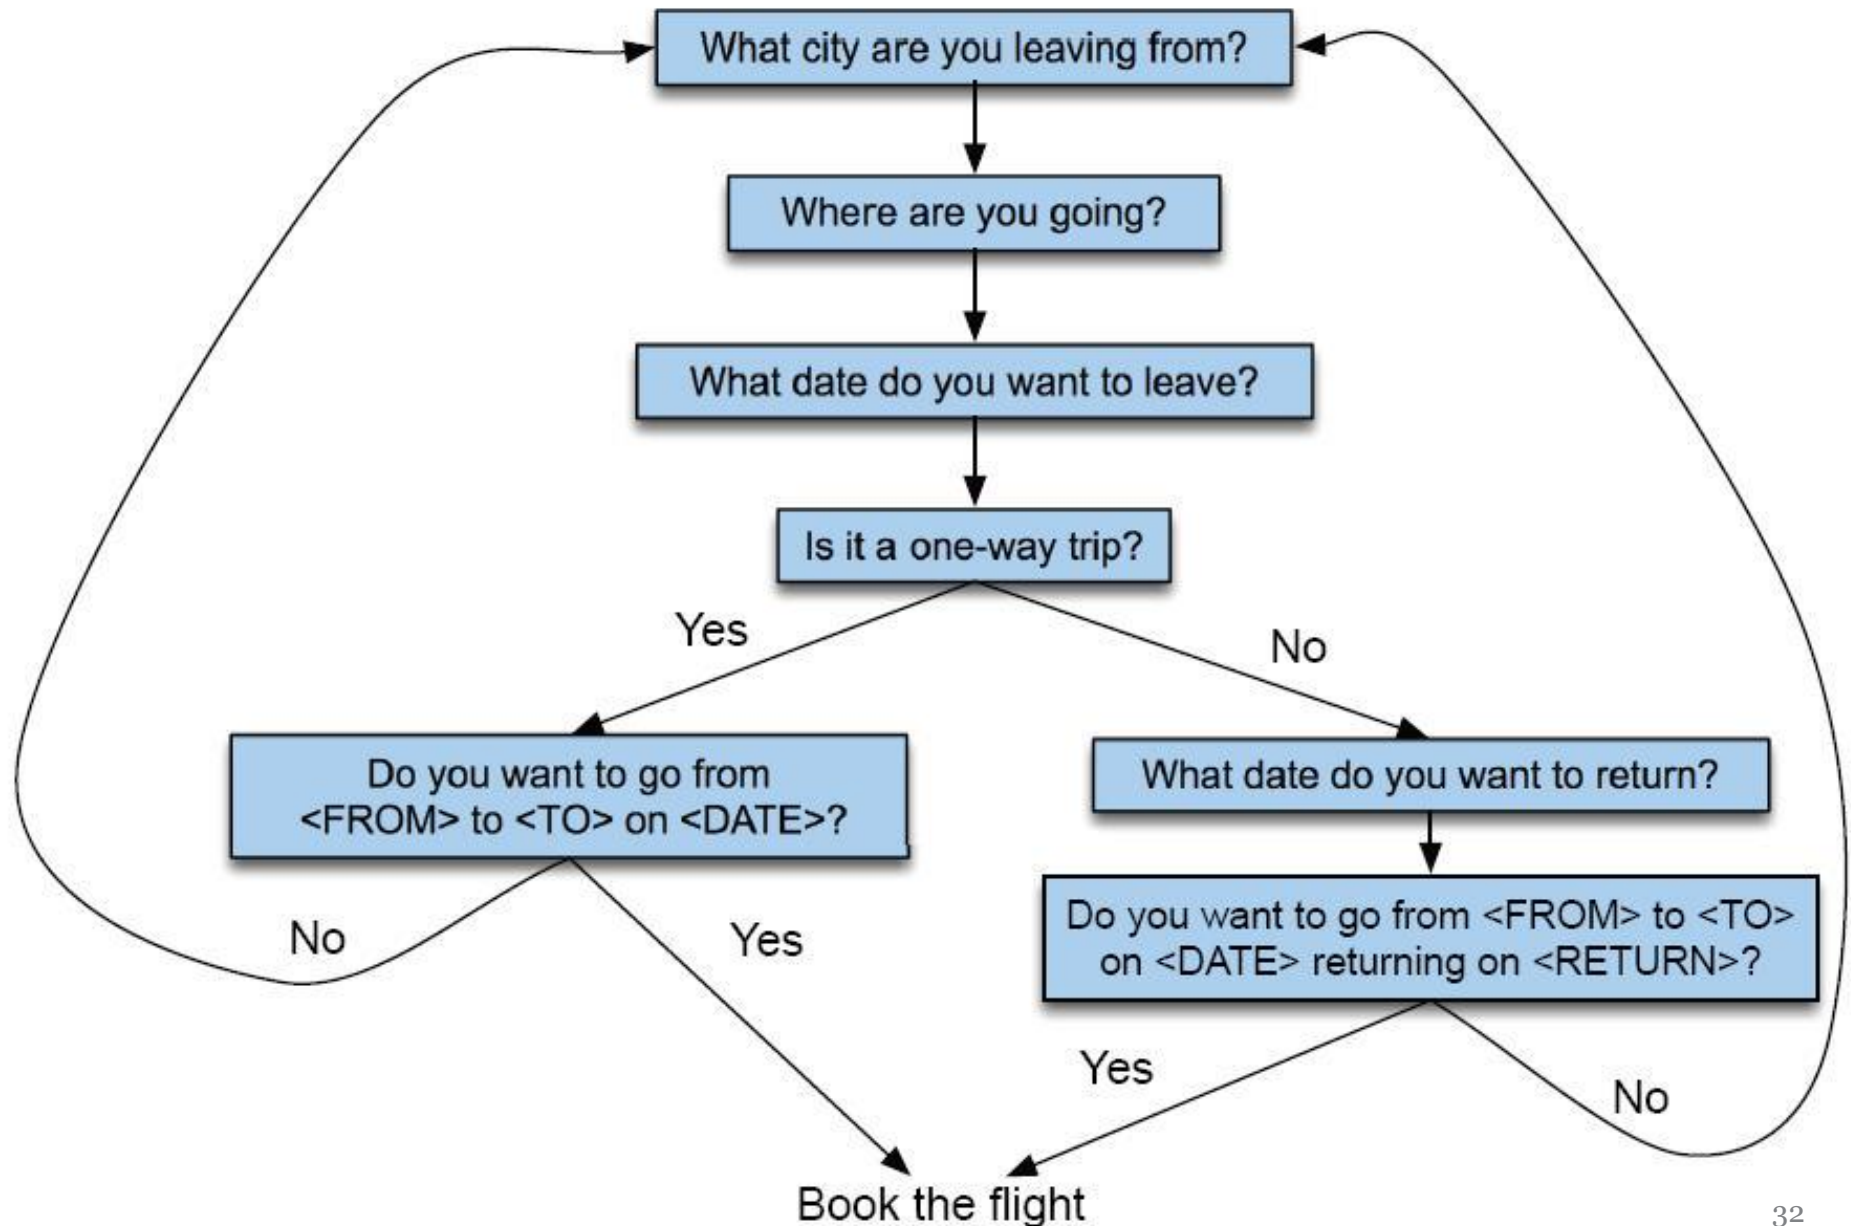 What city are you leaving from?
Where are you going?
What date do you want to leave?
Is it a one-way trip?
Yes
No
Do you want to go from
<FROM> to <TO> on <DATE>?
What date do you want to return?
Do you want to go from <FROM> to <TO>
on <DATE> returning on <RETURN>?
No
Yes
Yes
No
Book the flight
32